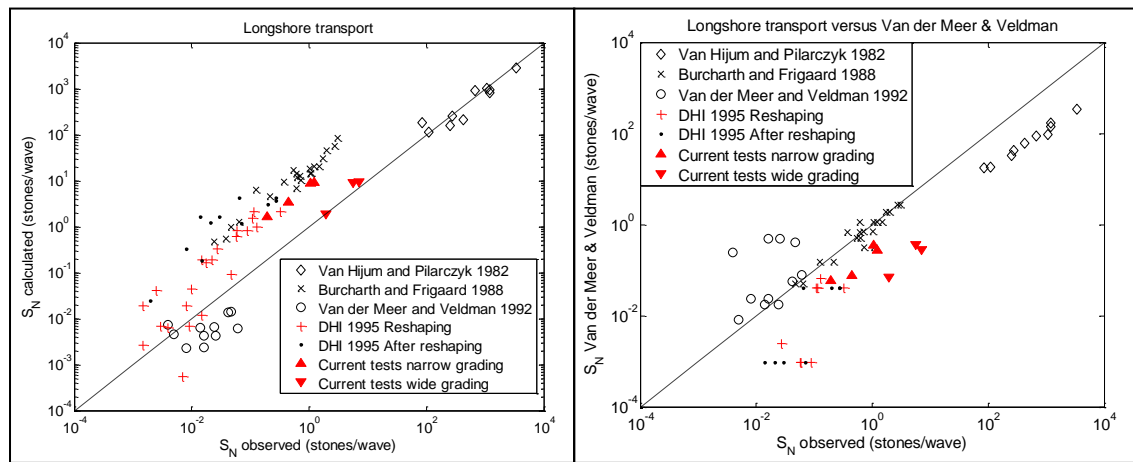 Longshore transport
S_N calculated (stones/wave)
10^4
10^3
10^2
10^1
10^0
10^-1
10^-2
10^-3
10^-4
Van Hijum and Pilarczyk 1982
Burcharth and Frigaard 1988
Van der Meer and Veldman 1992
DHI 1995 Reshaping
DHI 1995 After reshaping
Current tests narrow grading
Current tests wide grading
10^-4
10^-2
10^0
10^2
10^4
S_N observed (stones/wave)
Longshore transport versus Van der Meer & Veldman
S_N Van der Meer & Veldman (stones/wave)
10^4
10^2
10^0
10^-2
10^-4
Van Hijum and Pilarczyk 1982
Burcharth and Frigaard 1988
Van der Meer and Veldman 1992
DHI 1995 Reshaping
DHI 1995 After reshaping
Current tests narrow grading
Current tests wide grading
10^-4
10^-2
10^0
10^2
10^4
S_N observed (stones/wave)